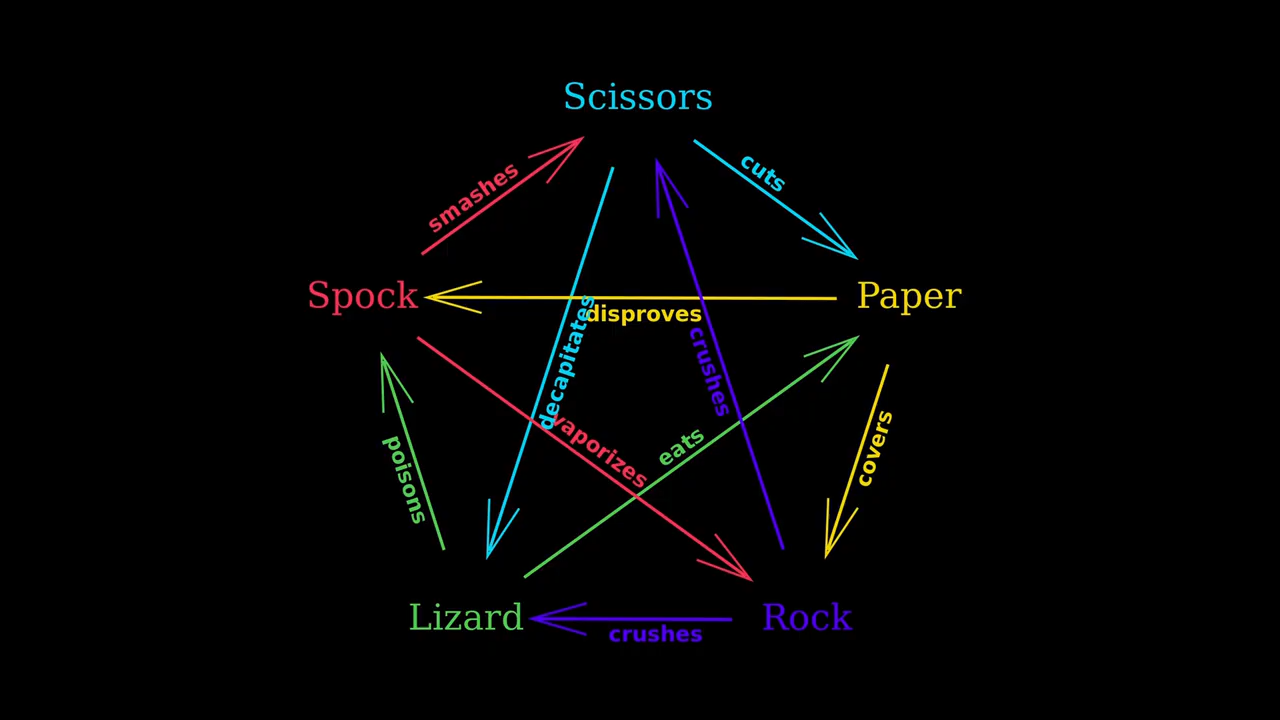 Scissors
cuts
smashes
Spock
Paper
disproves
decapitates
crushes
vaporizes
eats
covers
poisons
Lizard
Rock
crushes